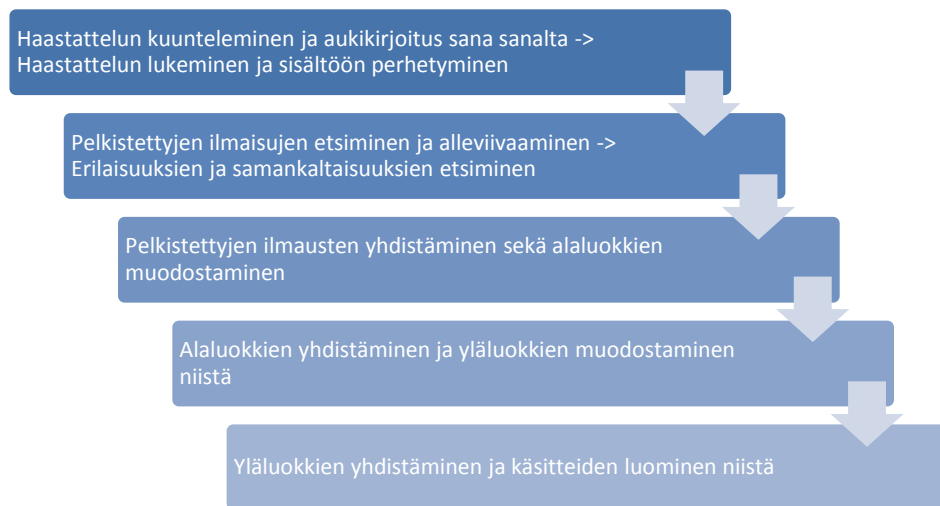 Haastattelun kuunteleminen ja aukikirjoitus sana sanalta ->
Haastattelun lukeminen ja sisältöön perhetyminen
Pelkistettyjen ilmaisujen etsiminen ja alleviivaaminen ->
Erilaisuuksien ja samankaltaisuuksien etsiminen
Pelkistettyjen ilmausten yhdistäminen sekä alaluokkien
muodostaminen
Alaluokkien yhdistäminen ja yläluokkien muodostaminen
niistä
Yläluokkien yhdistäminen ja käsitteiden luominen niistä